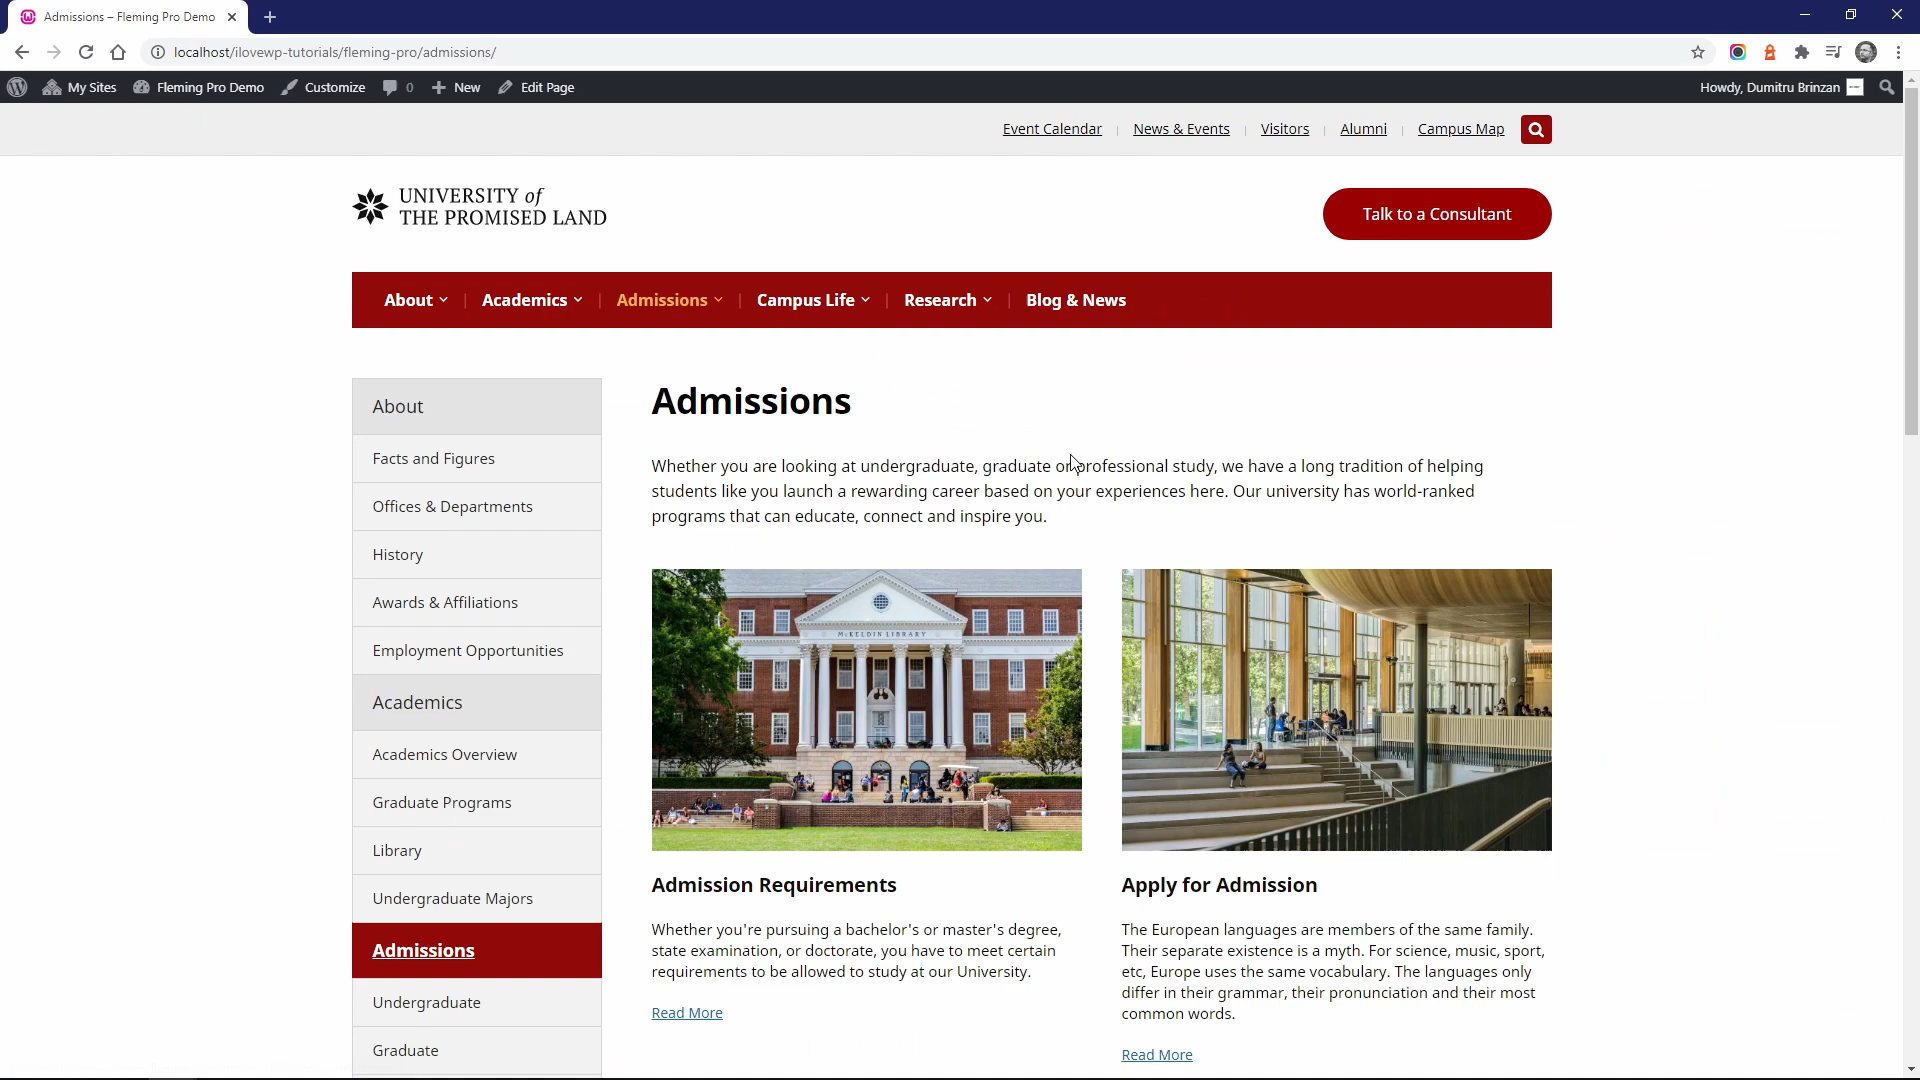 Admissions – Fleming Pro Demo
localhost/ilovewp-tutorials/fleming-pro/admissions/
My Sites Fleming Pro Demo Customize 0 New Edit Page Howdy, Dumitru Brinzan
Event Calendar News & Events Visitors Alumni Campus Map
UNIVERSITY of
THE PROMISED LAND
Talk to a Consultant
About Academics Admissions Campus Life Research Blog & News
About
Facts and Figures
Offices & Departments
History
Awards & Affiliations
Employment Opportunities
Academics
Academics Overview
Graduate Programs
Library
Undergraduate Majors
Admissions
Undergraduate
Graduate
Admissions
Whether you are looking at undergraduate, graduate or professional study, we have a long tradition of helping
students like you launch a rewarding career based on your experiences here. Our university has world-ranked
programs that can educate, connect and inspire you.
McKELDIN LIBRARY
Admission Requirements
Whether you're pursuing a bachelor's or master's degree,
state examination, or doctorate, you have to meet certain
requirements to be allowed to study at our University.
Read More
Apply for Admission
The European languages are members of the same family.
Their separate existence is a myth. For science, music, sport,
etc, Europe uses the same vocabulary. The languages only
differ in their grammar, their pronunciation and their most
common words.
Read More